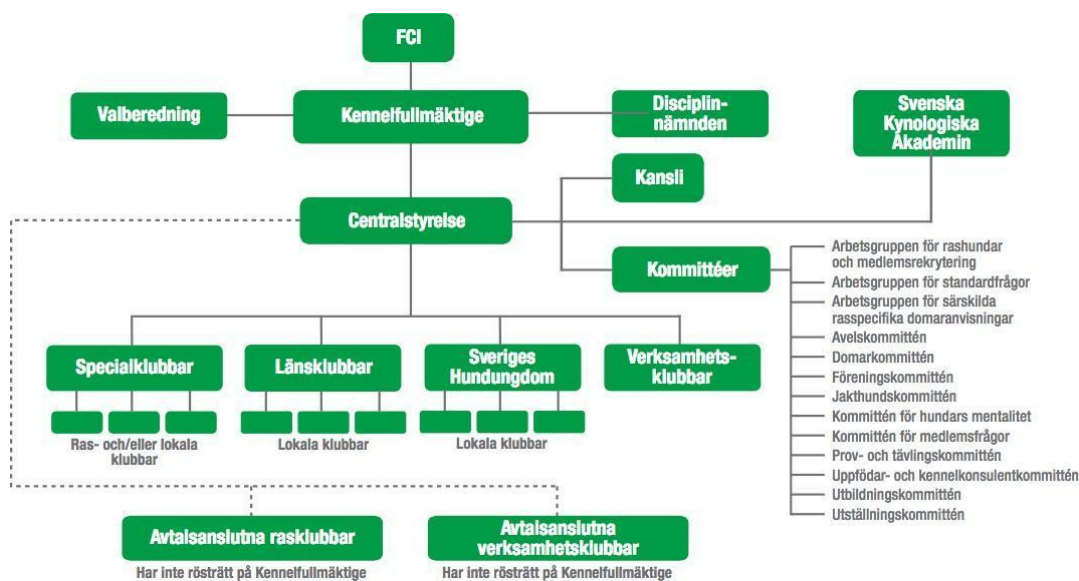 FCI
Valberedning
Kennelfullmäktige
Disciplin-
nämnden
Svenska
Kynologiska
Akademin
Kansli
Centralstyrelse
Kommittéer
Arbetsgruppen för rashundar
och medlemsrekrytering
Arbetsgruppen för standardfrågor
Arbetsgruppen för särskilda
rasspecifika domaranvisningar
Avelskommittén
Domarkommittén
Föreningskommittén
Jakthundskommittén
Kommittén för hundars mentalitet
Kommittén för medlemsfrågor
Prov- och tävlingskommittén
Uppfödar- och kennelkonsulentkommittén
Utbildningskommittén
Utställningskommittén
Specialklubbar
Länsklubbar
Sveriges
Hundungdom
Verksamhets-
klubbar
Ras- och/eller lokala
klubbar
Lokala klubbar
Lokala klubbar
Avtalsanslutna rasklubbar
Har inte rösträtt på Kennelfullmäktige
Avtalsanslutna
verksamhetsklubbar
Har inte rösträtt på Kennelfullmäktige